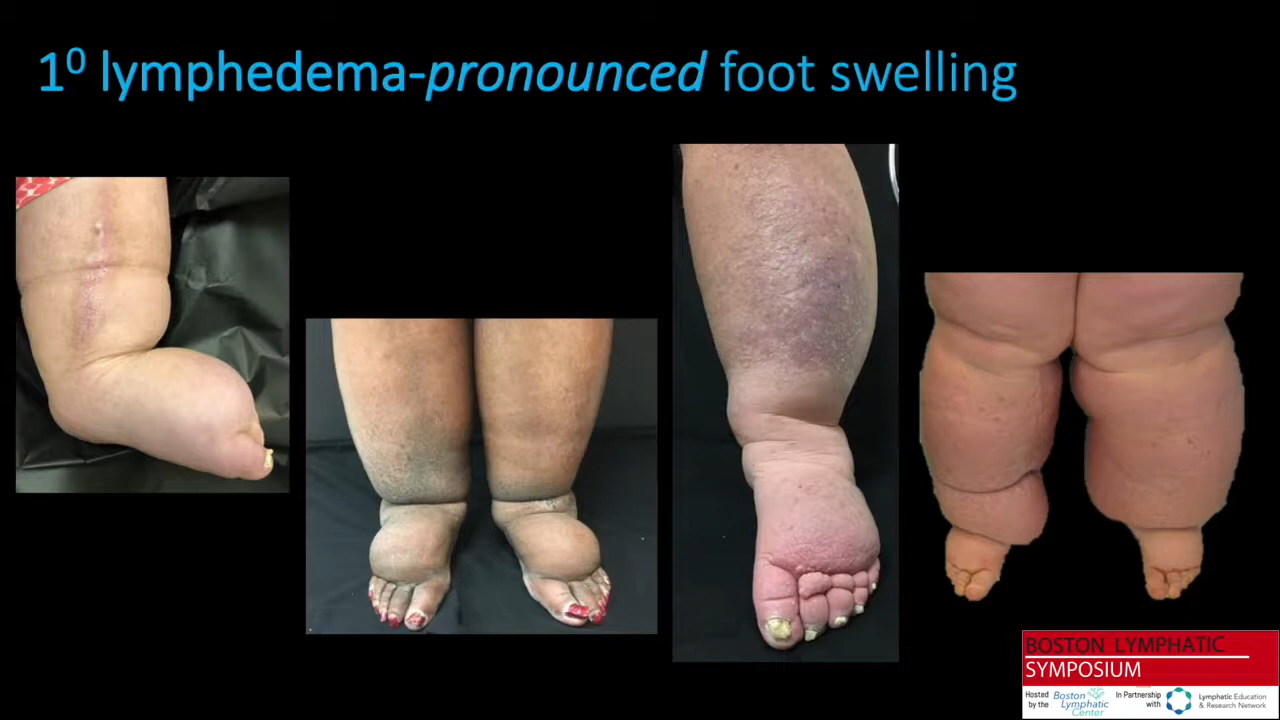 1⁰ lymphedema-pronounced foot swelling
BOSTON LYMPHATIC
SYMPOSIUM
Hosted
by the
Boston
Lymphatic
Center
In Partnership
with
Lymphatic Education
& Research Network